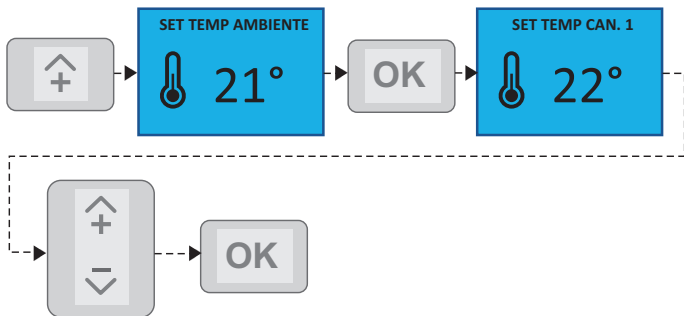 +
SET TEMP AMBIENTE
21°
OK
SET TEMP CAN. 1
22°
+
−
OK